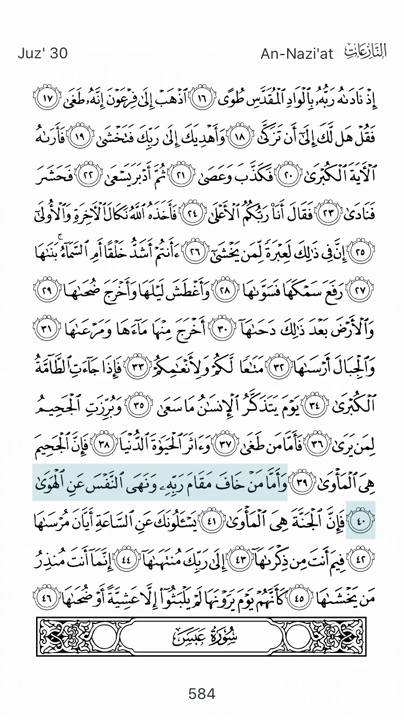 Juz' 30 An-Nazi'at النازعات
إِذْ نَادَىٰهُ رَبُّهُۥ بِٱلْوَادِ ٱلْمُقَدَّسِ طُوًى ١٦ ٱذْهَبْ إِلَىٰ فِرْعَوْنَ إِنَّهُۥ طَغَىٰ ١٧
فَقُلْ هَل لَّكَ إِلَىٰٓ أَن تَزَكَّىٰ ١٨ وَأَهْدِيَكَ إِلَىٰ رَبِّكَ فَتَخْشَىٰ ١٩ فَأَرَىٰهُ
ٱلْـَٔايَةَ ٱلْكُبْرَىٰ ٢٠ فَكَذَّبَ وَعَصَىٰ ٢١ ثُمَّ أَدْبَرَ يَسْعَىٰ ٢٢ فَحَشَرَ
فَنَادَىٰ ٢٣ فَقَالَ أَنَا۠ رَبُّكُمُ ٱلْأَعْلَىٰ ٢٤ فَأَخَذَهُ ٱللَّهُ نَكَالَ ٱلْـَٔاخِرَةِ وَٱلْأُولَىٰٓ
٢٥ إِنَّ فِى ذَٰلِكَ لَعِبْرَةً لِّمَن يَخْشَىٰٓ ٢٦ ءَأَنتُمْ أَشَدُّ خَلْقًا أَمِ ٱلسَّمَآءُ ۚ بَنَىٰهَا
٢٧ رَفَعَ سَمْكَهَا فَسَوَّىٰهَا ٢٨ وَأَغْطَشَ لَيْلَهَا وَأَخْرَجَ ضُحَىٰهَا ٢٩
وَٱلْأَرْضَ بَعْدَ ذَٰلِكَ دَحَىٰهَآ ٣٠ أَخْرَجَ مِنْهَا مَآءَهَا وَمَرْعَىٰهَا ٣١
وَٱلْجِبَالَ أَرْسَىٰهَا ٣٢ مَتَـٰعًا لَّكُمْ وَلِأَنْعَـٰمِكُمْ ٣٣ فَإِذَا جَآءَتِ ٱلطَّآمَّةُ
ٱلْكُبْرَىٰ ٣٤ يَوْمَ يَتَذَكَّرُ ٱلْإِنسَـٰنُ مَا سَعَىٰ ٣٥ وَبُرِّزَتِ ٱلْجَحِيمُ
لِمَن يَرَىٰ ٣٦ فَأَمَّا مَن طَغَىٰ ٣٧ وَءَاثَرَ ٱلْحَيَوٰةَ ٱلدُّنْيَا ٣٨ فَإِنَّ ٱلْجَحِيمَ
هِىَ ٱلْمَأْوَىٰ ٣٩ وَأَمَّا مَنْ خَافَ مَقَامَ رَبِّهِۦ وَنَهَى ٱلنَّفْسَ عَنِ ٱلْهَوَىٰ
٤٠ فَإِنَّ ٱلْجَنَّةَ هِىَ ٱلْمَأْوَىٰ ٤١ يَسْـَٔلُونَكَ عَنِ ٱلسَّاعَةِ أَيَّانَ مُرْسَىٰهَا
٤٢ فِيمَ أَنتَ مِن ذِكْرَىٰهَآ ٤٣ إِلَىٰ رَبِّكَ مُنتَهَىٰهَآ ٤٤ إِنَّمَآ أَنتَ مُنذِرُ
مَن يَخْشَىٰهَا ٤٥ كَأَنَّهُمْ يَوْمَ يَرَوْنَهَا لَمْ يَلْبَثُوٓا۟ إِلَّا عَشِيَّةً أَوْ ضُحَىٰهَا ٤٦
سُورَةُ عَبَسَ
584